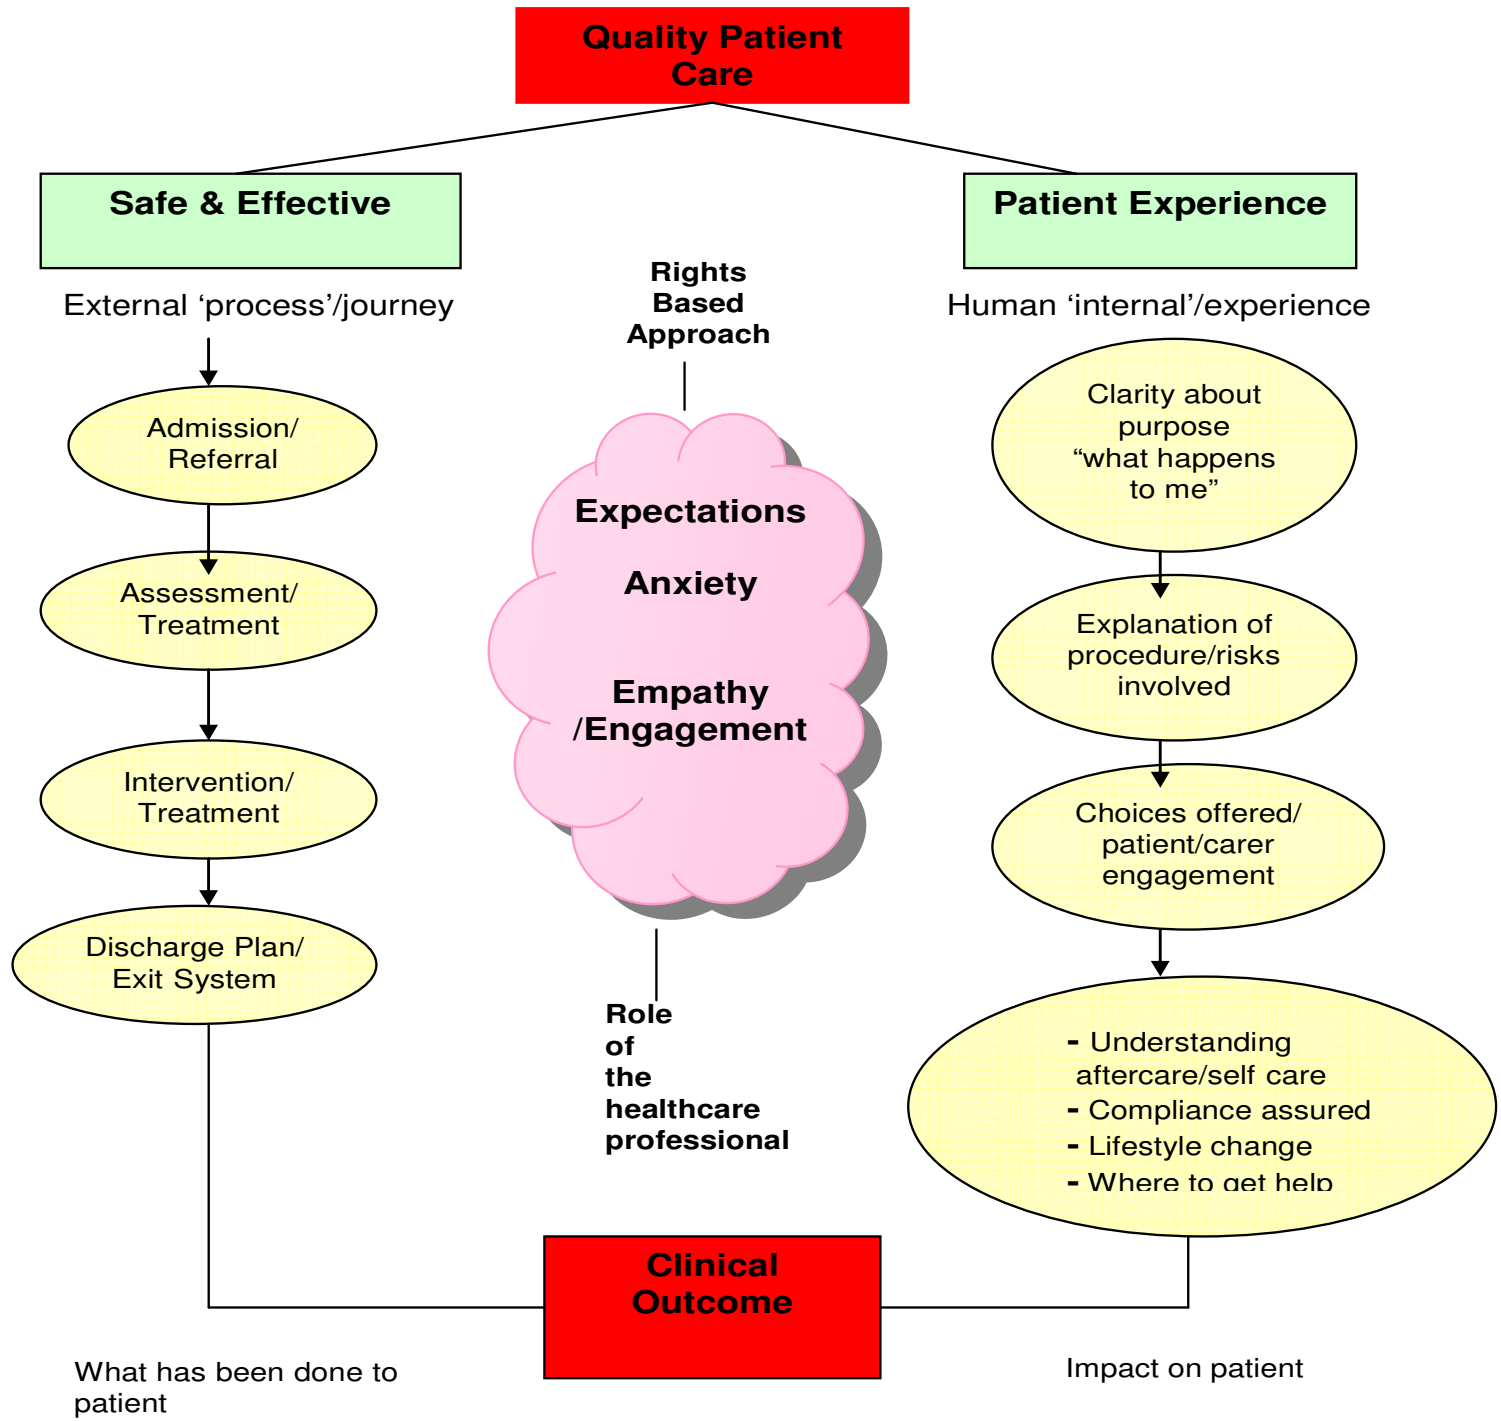 Quality Patient
Care
Safe & Effective
Patient Experience
External ‘process’/journey
Rights
Based
Approach
Human ‘internal’/experience
Admission/
Referral
Assessment/
Treatment
Intervention/
Treatment
Discharge Plan/
Exit System
Expectations
Anxiety
Empathy
/Engagement
Role
of
the
healthcare
professional
Clarity about
purpose
“what happens
to me”
Explanation of
procedure/risks
involved
Choices offered/
patient/carer
engagement
- Understanding
aftercare/self care
- Compliance assured
- Lifestyle change
- Where to get help
Clinical
Outcome
What has been done to
patient
Impact on patient